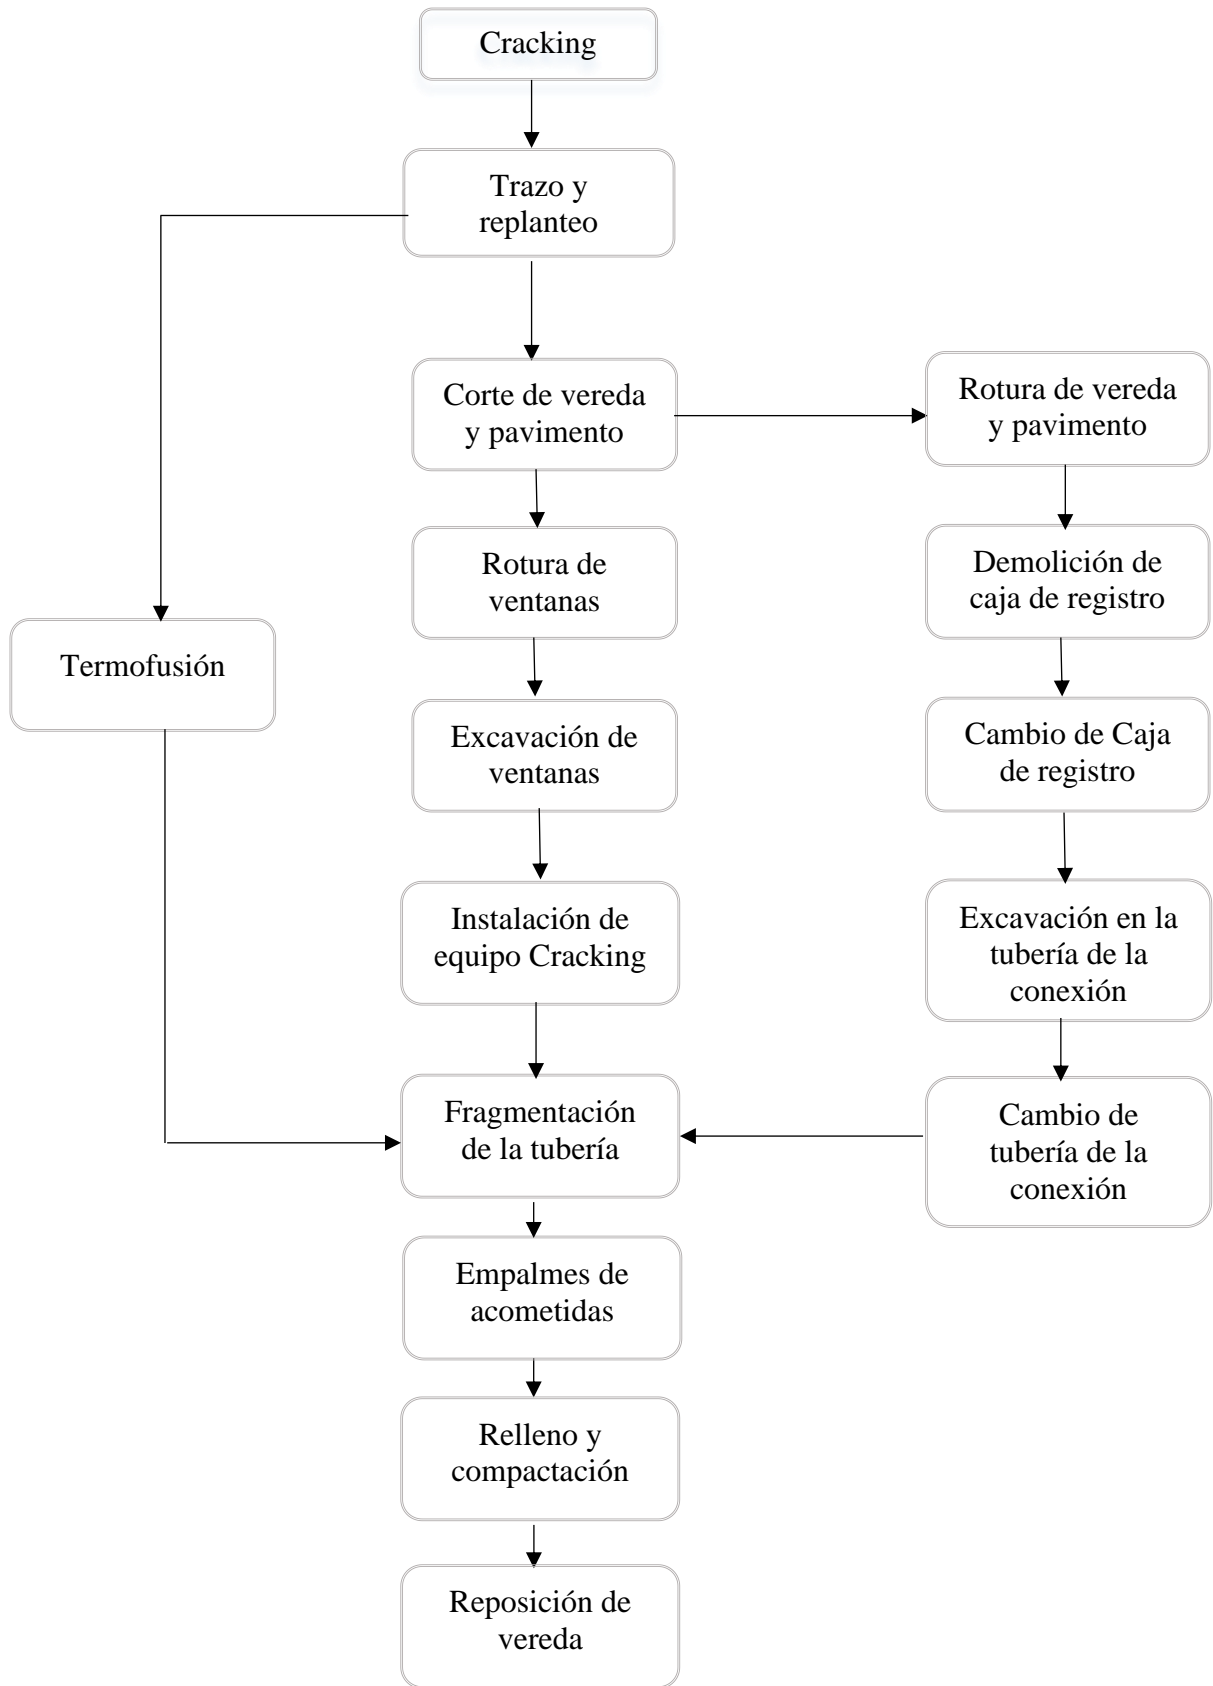 Cracking
Trazo y
replanteo
Corte de vereda
y pavimento
Rotura de vereda
y pavimento
Rotura de
ventanas
Demolición de
caja de registro
Termofusión
Excavación de
ventanas
Cambio de Caja
de registro
Instalación de
equipo Cracking
Excavación en la
tubería de la
conexión
Fragmentación
de la tubería
Cambio de
tubería de la
conexión
Empalmes de
acometidas
Relleno y
compactación
Reposición de
vereda